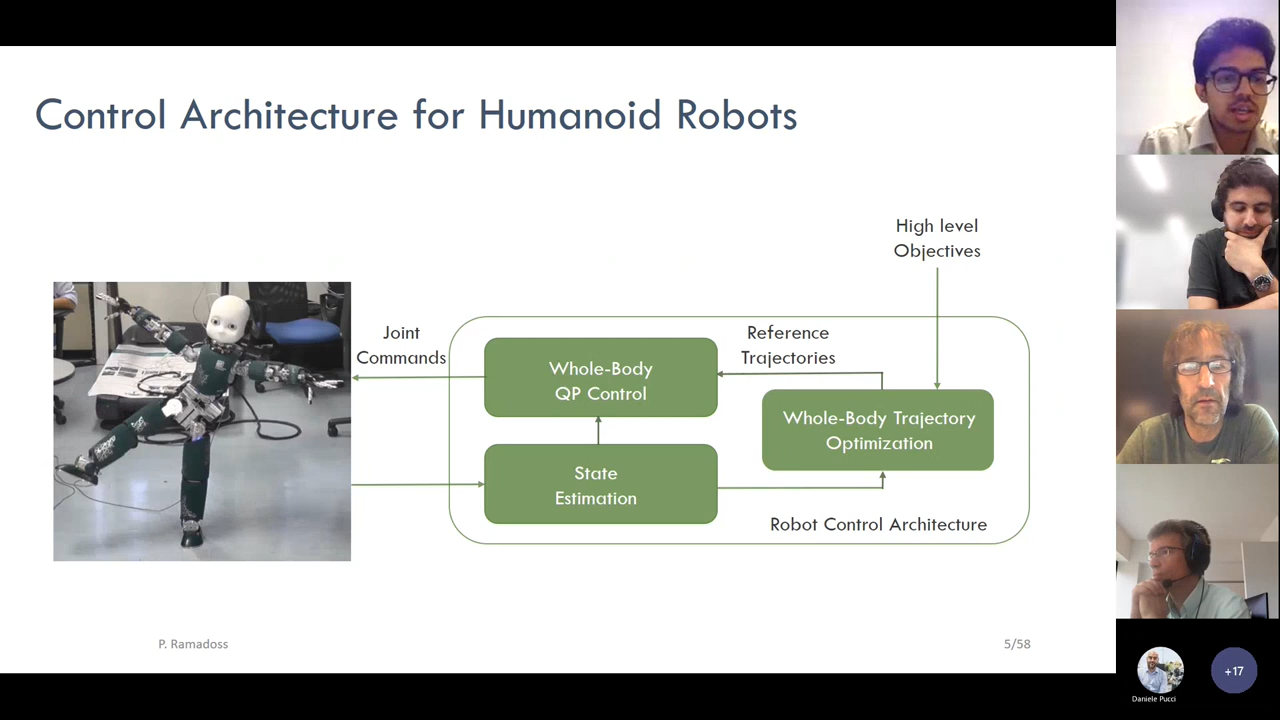 Control Architecture for Humanoid Robots
High level
Objectives
Joint
Commands
Reference
Trajectories
Whole-Body
QP Control
Whole-Body Trajectory
Optimization
State
Estimation
Robot Control Architecture
P. Ramadoss
5/58
Daniele Pucci
+17